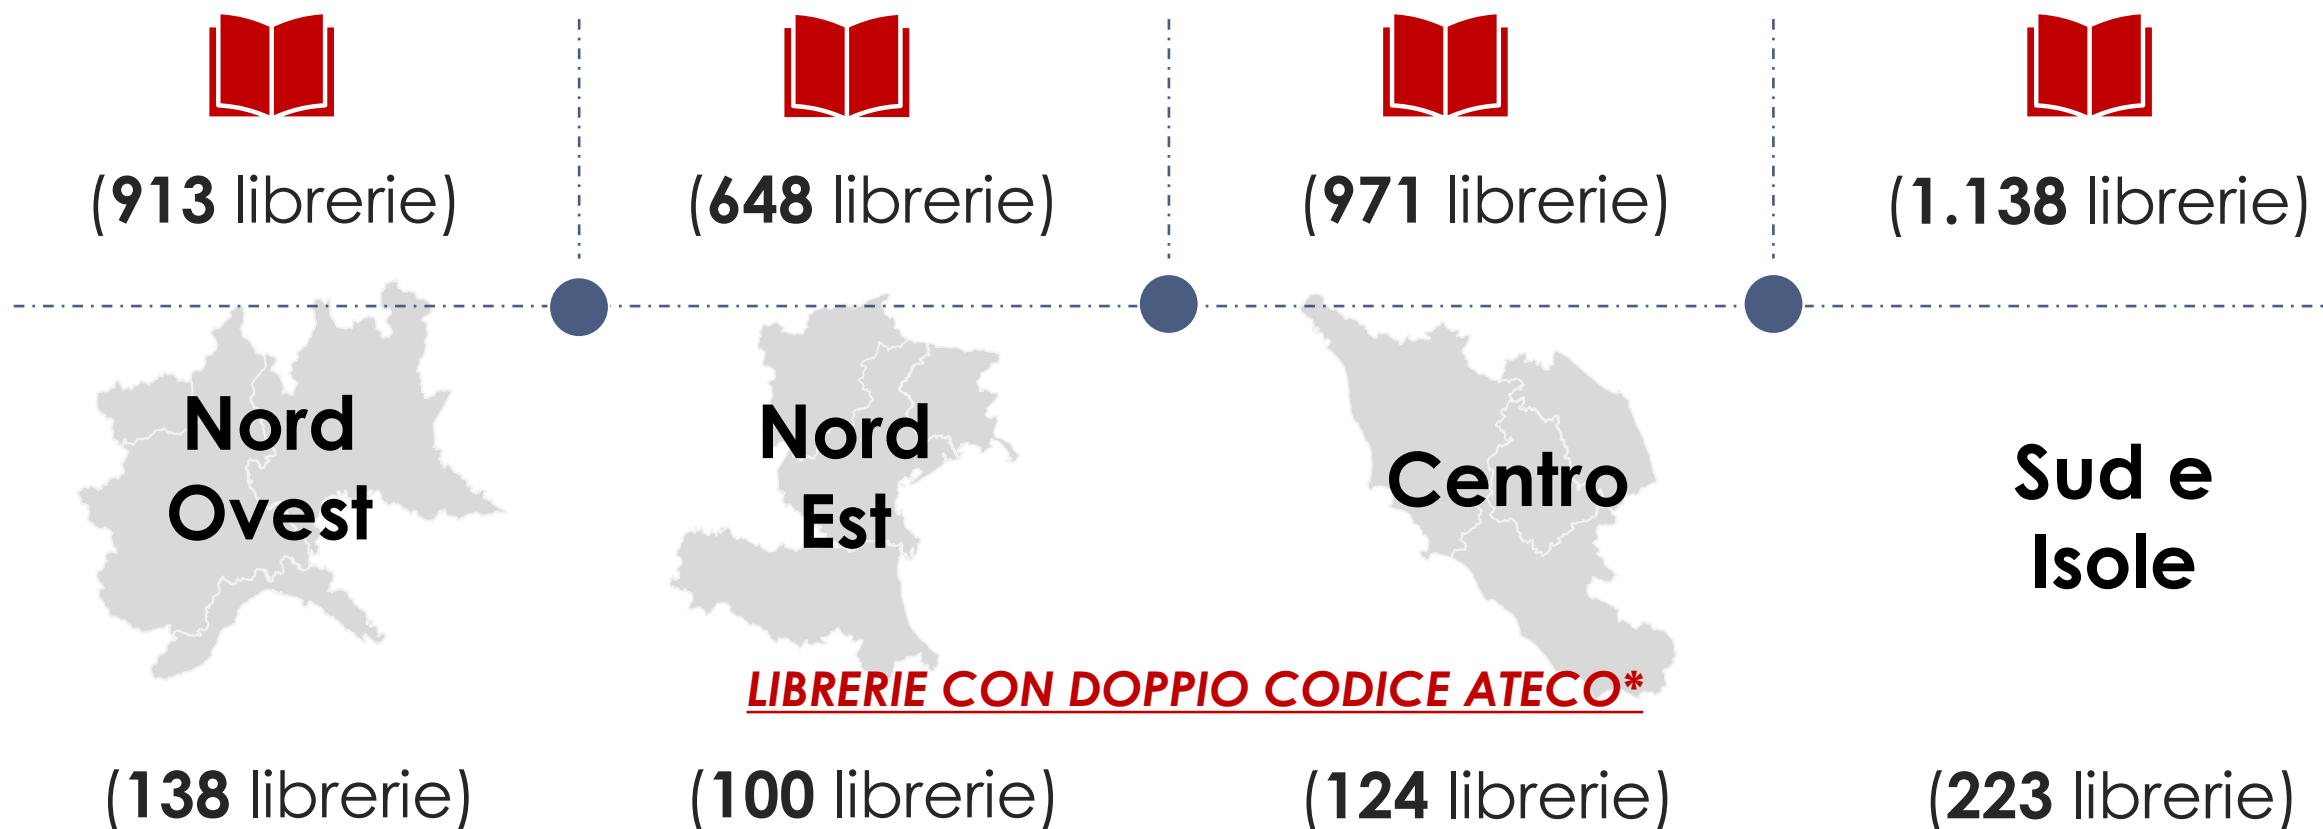 (913 librerie)
(648 librerie)
(971 librerie)
(1.138 librerie)
Nord
Ovest
Nord
Est
Centro
Sud e
Isole
LIBRERIE CON DOPPIO CODICE ATECO*
(138 librerie)
(100 librerie)
(124 librerie)
(223 librerie)